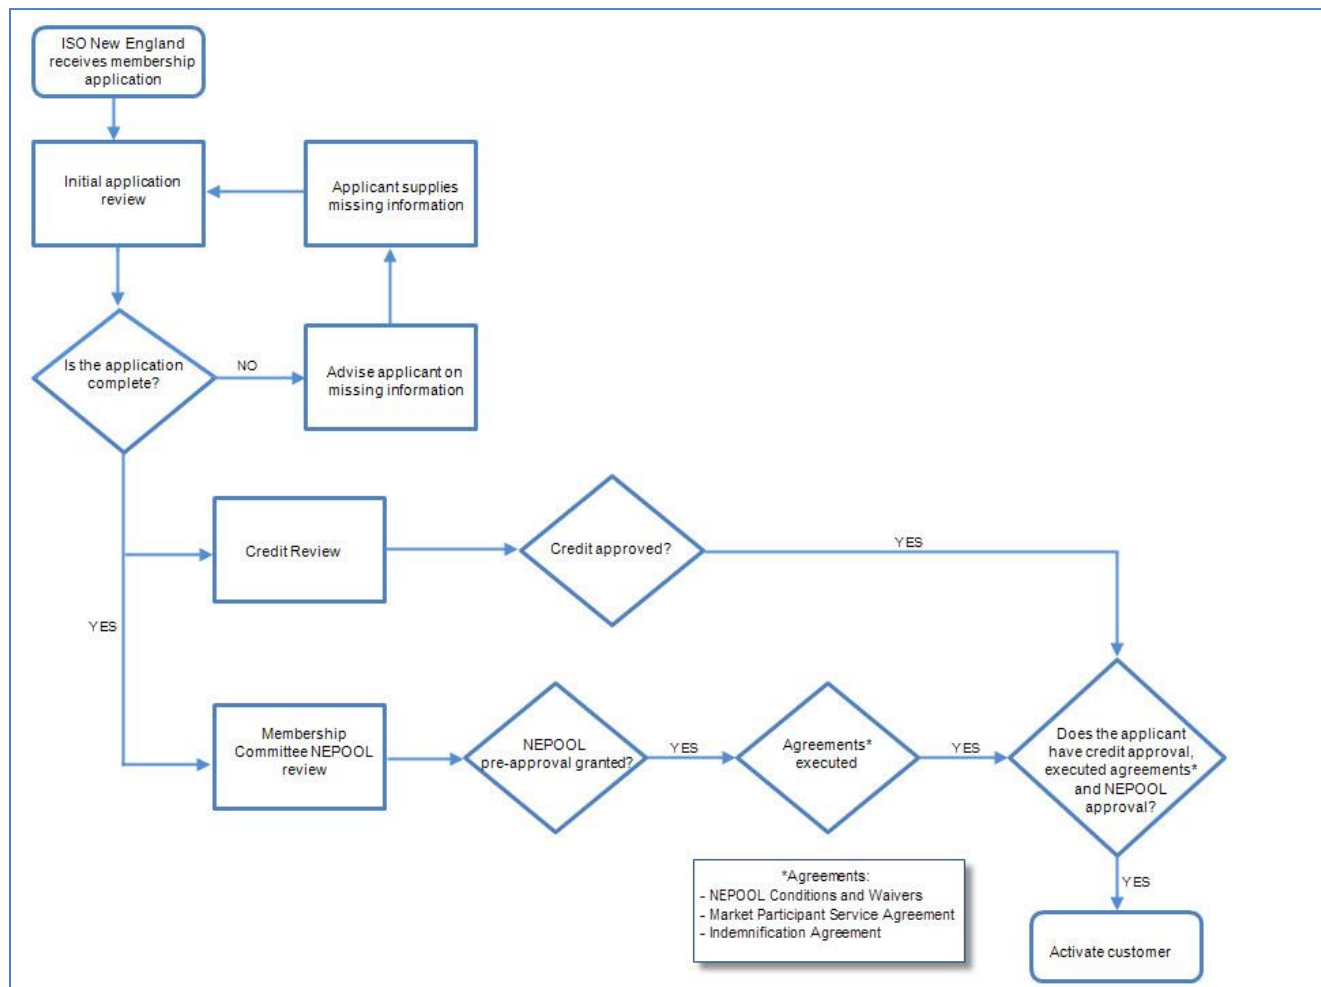 ISO New England
receives membership
application
Initial application
review
Applicant supplies
missing information
Is the application
complete?
NO
Advise applicant on
missing information
YES
Credit Review
Credit approved?
YES
Membership
Committee NEPOOL
review
NEPOOL
pre-approval granted?
YES
Agreements*
executed
YES
Does the applicant
have credit approval,
executed agreements*
and NEPOOL
approval?
*Agreements:
- NEPOOL Conditions and Waivers
- Market Participant Service Agreement
- Indemnification Agreement
YES
Activate customer